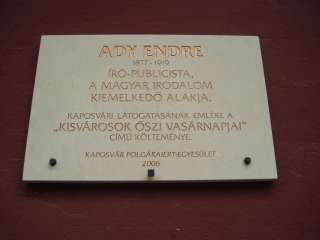 ADY ENDRE
1877 - 1919
ÍRÓ-PUBLICISTA,
A MAGYAR IRODALOM
KIEMELKEDŐ ALAKJA.
KAPOSVÁRI LÁTOGATÁSÁNAK EMLÉKE A
„KISVÁROSOK ŐSZI VASÁRNAPJAI”
CÍMŰ KÖLTEMÉNYE.
KAPOSVÁR POLGÁRAIÉRT EGYESÜLET
2006